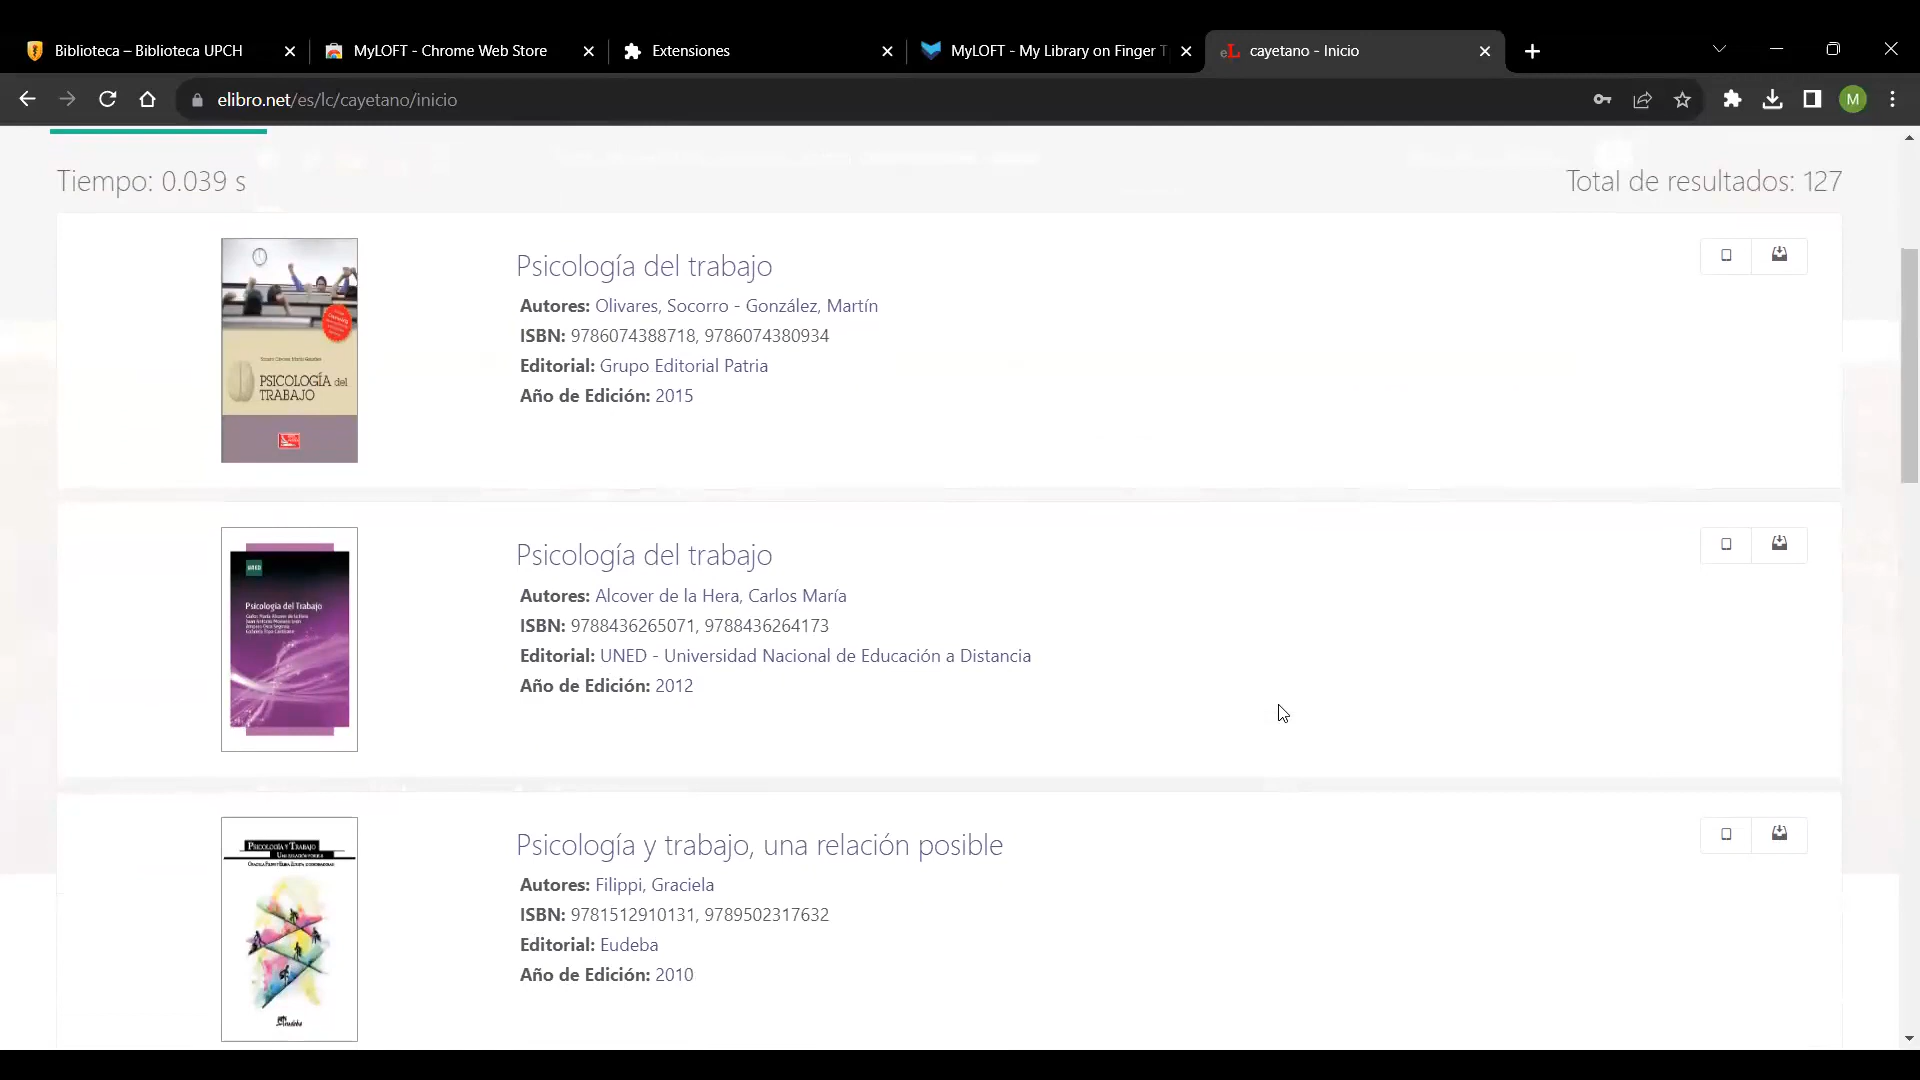 Biblioteca – Biblioteca UPCH
MyLOFT - Chrome Web Store
Extensiones
MyLOFT - My Library on Finger T
eL cayetano - Inicio
elibro.net/es/lc/cayetano/inicio
M
Tiempo: 0.039 s
Total de resultados: 127
PSICOLOGÍA del
TRABAJO
Psicología del trabajo
Autores: Olivares, Socorro - González, Martín
ISBN: 9786074388718, 9786074380934
Editorial: Grupo Editorial Patria
Año de Edición: 2015
UNED
Psicología del Trabajo
Psicología del trabajo
Autores: Alcover de la Hera, Carlos María
ISBN: 9788436265071, 9788436264173
Editorial: UNED - Universidad Nacional de Educación a Distancia
Año de Edición: 2012
PSICOLOGÍA Y TRABAJO
Psicología y trabajo, una relación posible
Autores: Filippi, Graciela
ISBN: 9781512910131, 9789502317632
Editorial: Eudeba
Año de Edición: 2010